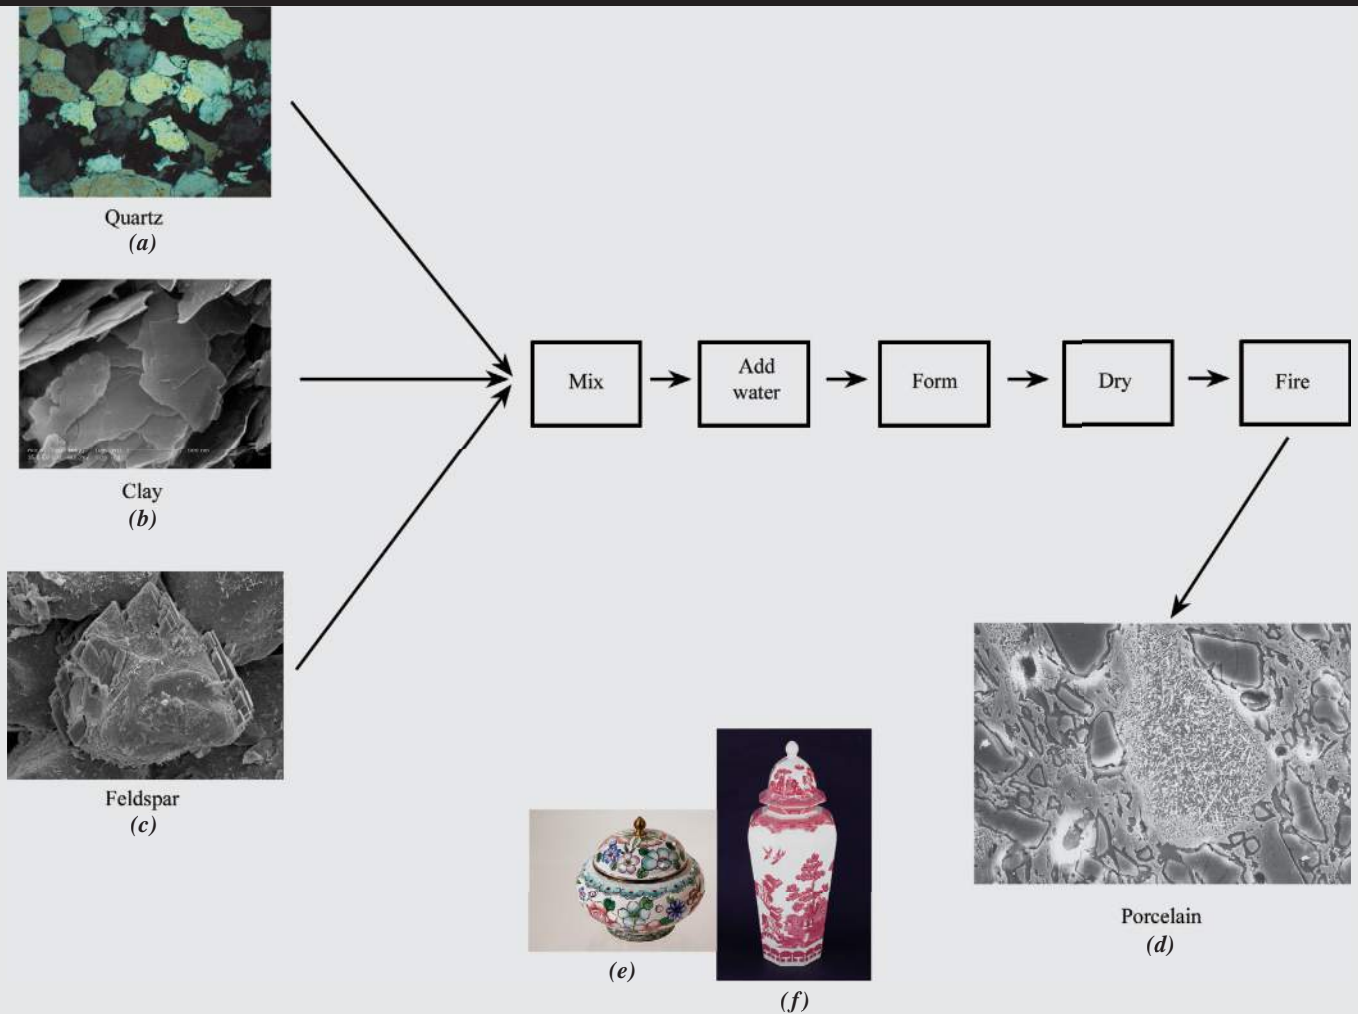 Quartz
(a)
Clay
(b)
Feldspar
(c)
Mix
Add
water
Form
Dry
Fire
Porcelain
(d)
(e)
(f)